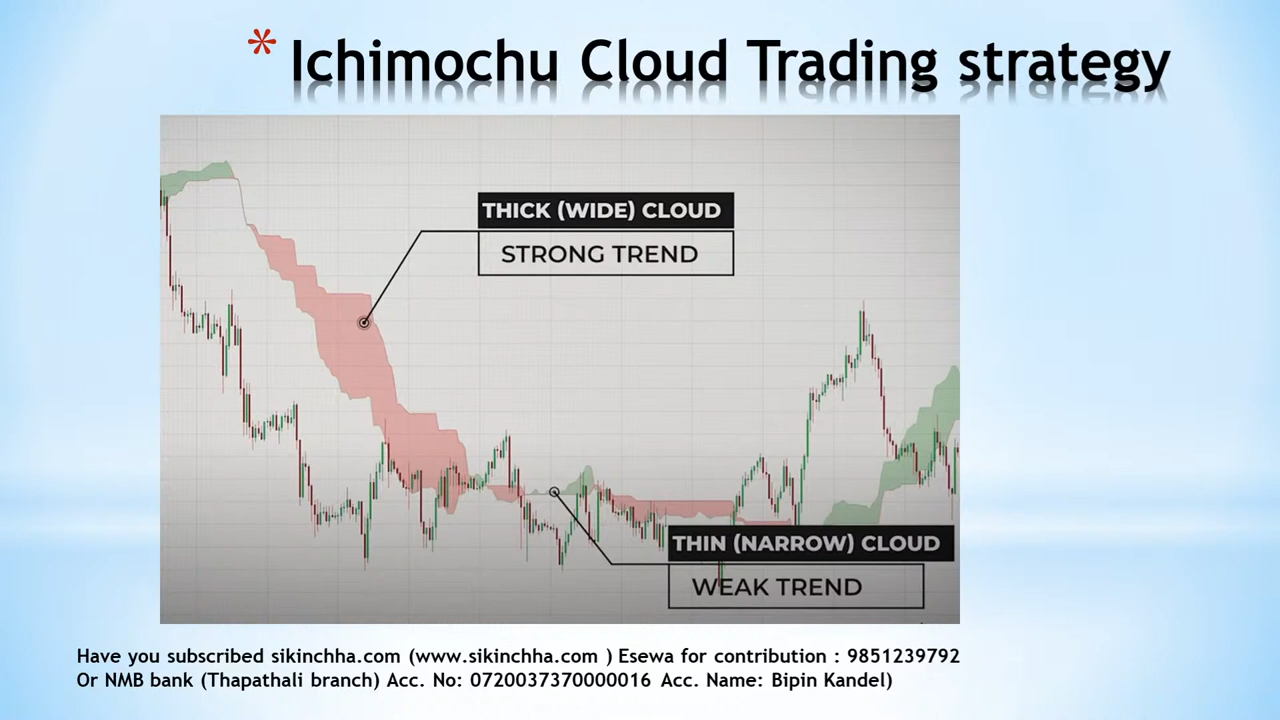 * Ichimochu Cloud Trading strategy
THICK (WIDE) CLOUD
STRONG TREND
THIN (NARROW) CLOUD
WEAK TREND
Have you subscribed sikinchha.com (www.sikinchha.com ) Esewa for contribution : 9851239792
Or NMB bank (Thapathali branch) Acc. No: 0720037370000016 Acc. Name: Bipin Kandel)